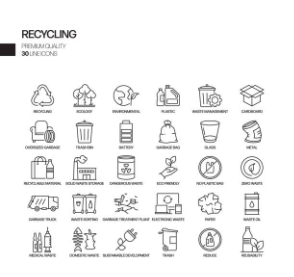 RECYCLING
PREMIUM QUALITY
30 LINE ICONS
RECYCLING ECOLOGY ENVIRONMENTAL PLASTIC WASTE MANAGEMENT CARDBOARD
OVERSIZED GARBAGE TRASH BIN BATTERY GARBAGE BAG GLASS METAL
RECYCLABLE MATERIAL SOLID WASTE STORAGE DANGEROUS WASTE ECO FRIENDLY NO PLASTIC BAG ZERO WASTE
GARBAGE TRUCK WASTE SORTING GARBAGE TREATMENT PLANT ELECTRONIC WASTE PAPER WASTE OIL
MEDICAL WASTE DOMESTIC WASTE SUSTAINABLE DEVELOPMENT TRASH REDUCE REUSABILITY